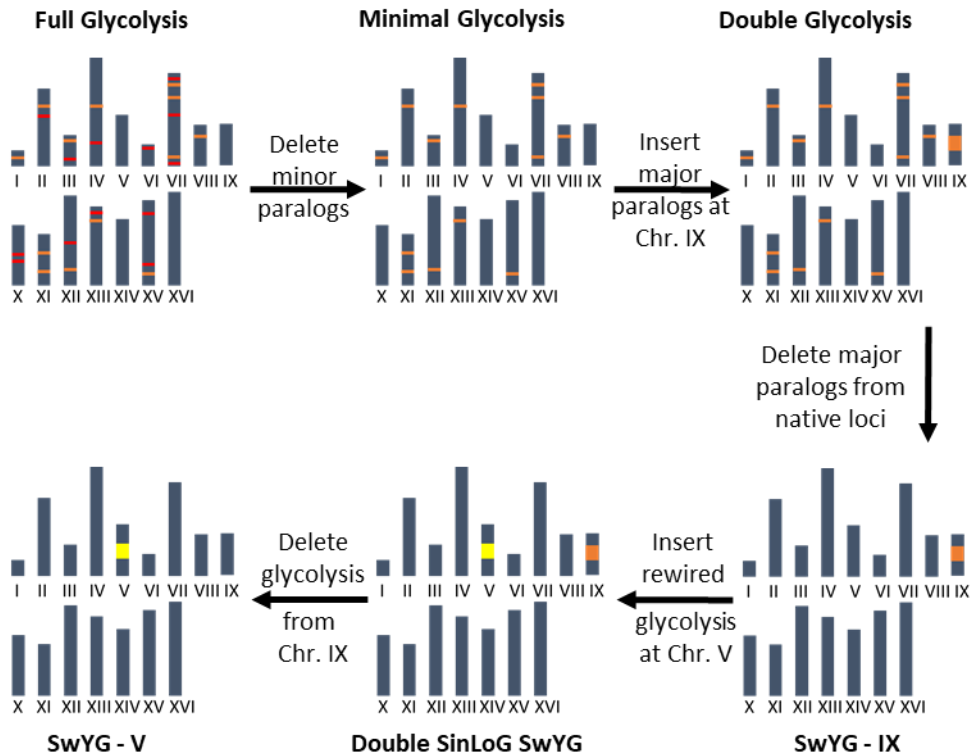 Full Glycolysis
Minimal Glycolysis
Double Glycolysis
I II III IV V VI VII VIII IX
X XI XII XIII XIV XV XVI
Delete
minor
paralogs
I II III IV V VI VII VIII IX
X XI XII XIII XIV XV XVI
Insert
major
paralogs at
Chr. IX
I II III IV V VI VII VIII IX
X XI XII XIII XIV XV XVI
Delete major
paralogs from
native loci
I II III IV V VI VII VIII IX
X XI XII XIII XIV XV XVI
Delete
glycolysis
from
Chr. IX
I II III IV V VI VII VIII IX
X XI XII XIII XIV XV XVI
Insert
rewired
glycolysis
at Chr. V
I II III IV V VI VII VIII IX
X XI XII XIII XIV XV XVI
SwYG - V
Double SinLoG SwYG
SwYG - IX